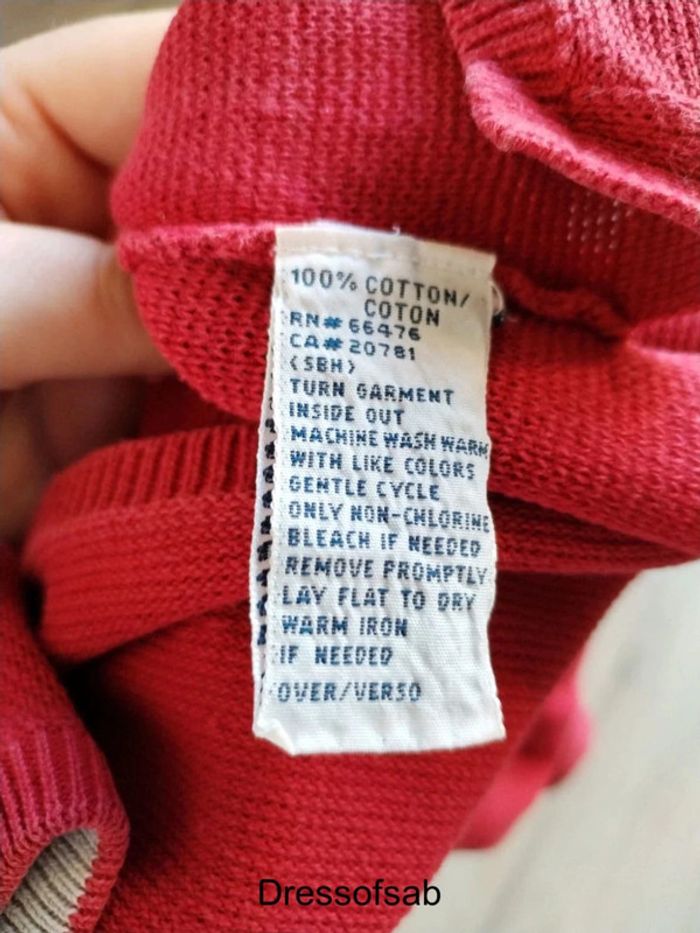 100% COTTON/
COTON
RN# 66476
CA# 20781
(SBH)
TURN GARMENT
INSIDE OUT
MACHINE WASH WARM
WITH LIKE COLORS
GENTLE CYCLE
ONLY NON-CHLORINE
BLEACH IF NEEDED
REMOVE PROMPTLY
LAY FLAT TO DRY
WARM IRON
IF NEEDED
OVER/VERSO
Dressofsab